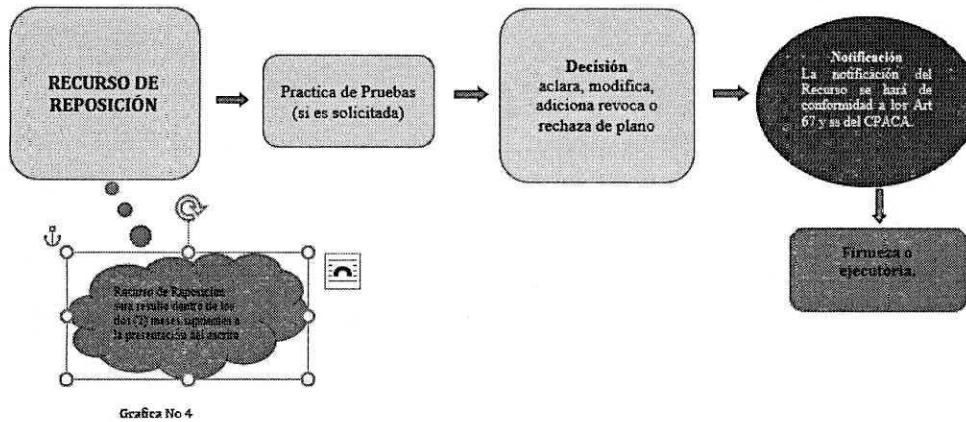 RECURSO DE
REPOSICIÓN
Practica de Pruebas
(si es solicitada)
Decisión
aclara, modifica,
adiciona revoca o
rechaza de plano
Notificación
La notificación del
Recurso se hará de
conformidad a los Art
67 y ss del CPACA.
Firmeza o
ejecutoria.
Recurso de Reposición
sera resulto dentro de los
dos (2) meses siguientes a
la presentación del escrito
Grafica No 4